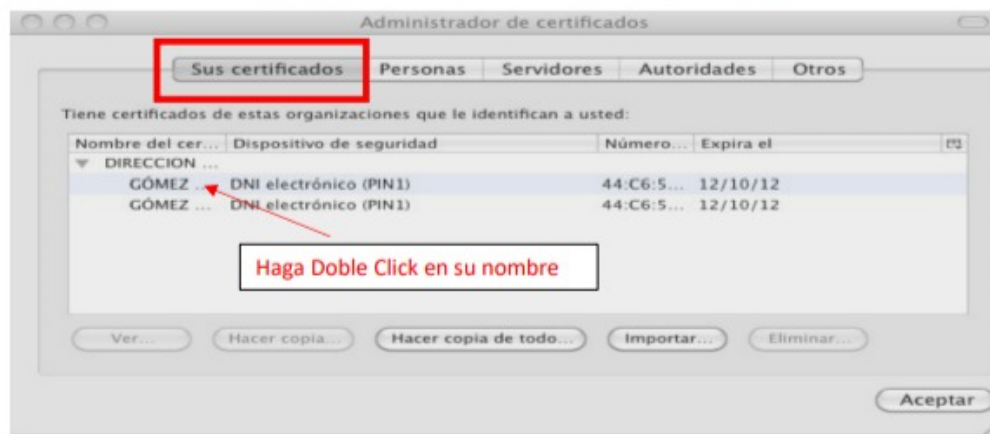 Administrador de certificados
Sus certificados Personas Servidores Autoridades Otros
Tiene certificados de estas organizaciones que le identifican a usted:
Nombre del cer... Dispositivo de seguridad Número... Expira el
DIRECCION ...
GÓMEZ ... DNI electrónico (PIN1) 44:C6:5... 12/10/12
GÓMEZ ... DNI electrónico (PIN1) 44:C6:5... 12/10/12
Haga Doble Click en su nombre
Ver... Hacer copia... Hacer copia de todo... Importar... Eliminar...
Aceptar